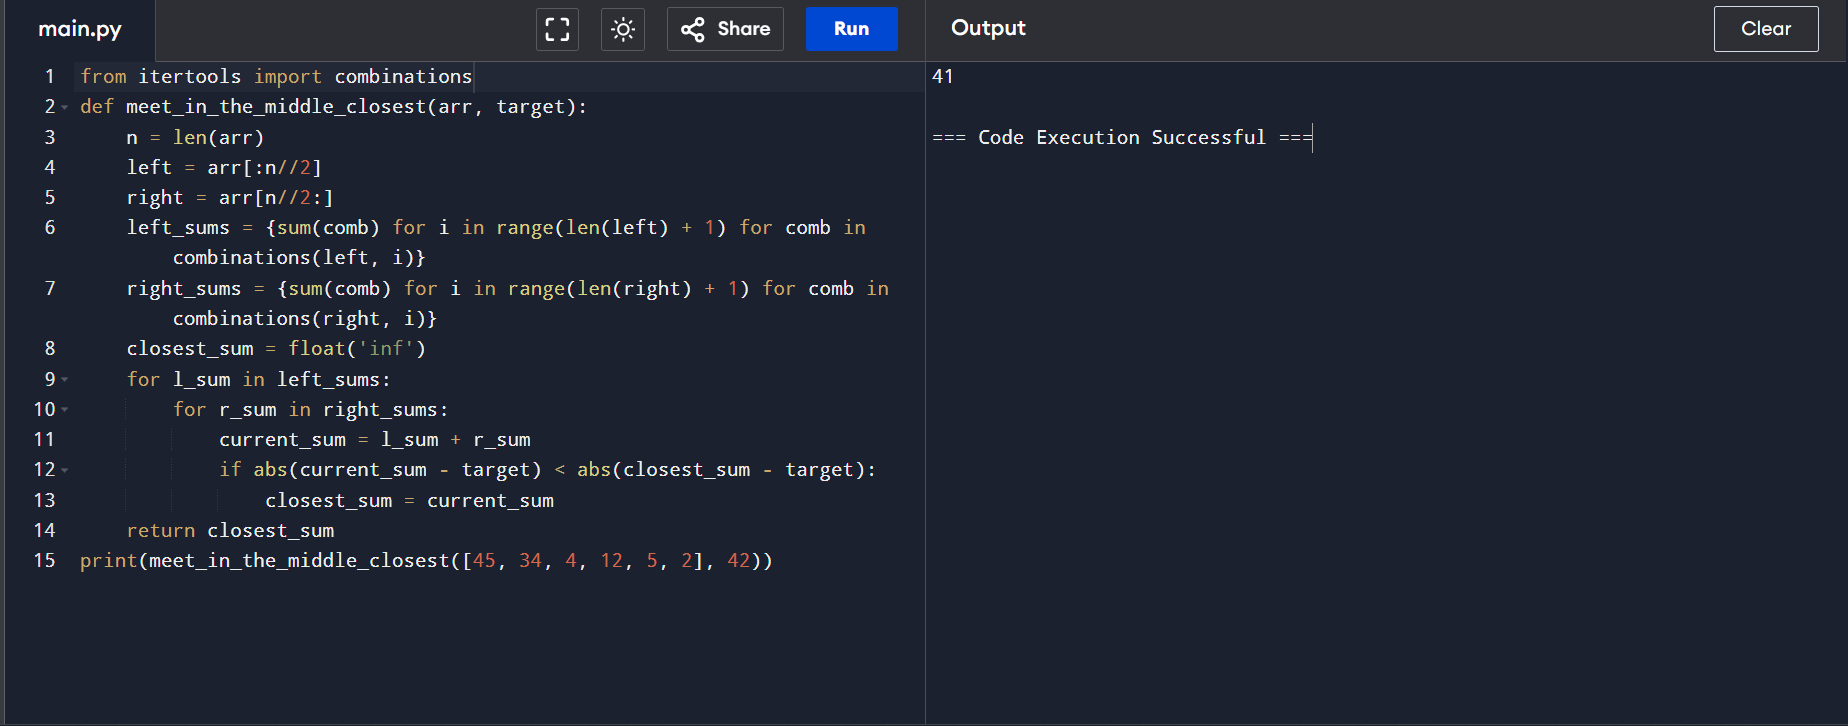 main.py
Share
Run
Output
Clear
1 from itertools import combinations
2 def meet_in_the_middle_closest(arr, target):
3     n = len(arr)
4     left = arr[:n//2]
5     right = arr[n//2:]
6     left_sums = {sum(comb) for i in range(len(left) + 1) for comb in
        combinations(left, i)}
7     right_sums = {sum(comb) for i in range(len(right) + 1) for comb in
        combinations(right, i)}
8     closest_sum = float('inf')
9     for l_sum in left_sums:
10         for r_sum in right_sums:
11             current_sum = l_sum + r_sum
12             if abs(current_sum - target) < abs(closest_sum - target):
13                 closest_sum = current_sum
14     return closest_sum
15 print(meet_in_the_middle_closest([45, 34, 4, 12, 5, 2], 42))
41
=== Code Execution Successful ===